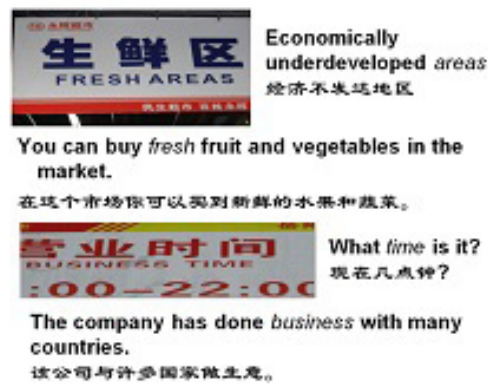 生鲜区
FRESH AREAS
Economically
underdeveloped areas
经济不发达地区
You can buy fresh fruit and vegetables in the
market.
在这个市场你可以买到新鲜的水果和蔬菜。
营业时间
BUSINESS TIME
:00-22:00
What time is it?
现在几点钟?
The company has done business with many
countries.
该公司与许多国家做生意。